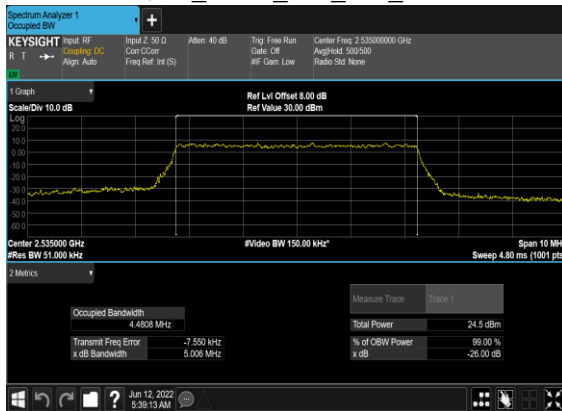 Spectrum Analyzer 1
Occupied BW
KEYSIGHT
R T
LW
Input: RF
Coupling: DC
Align: Auto
Input Z: 50 Ω
Corr CCorr
Freq Ref: Int (S)
Atten: 40 dB
Trig: Free Run
Gate: Off
#IF Gain: Low
Center Freq: 2.535000000 GHz
Avg|Hold: 500/500
Radio Std: None
1 Graph
Scale/Div 10.0 dB
Ref Lvl Offset 8.00 dB
Ref Value 30.00 dBm
Log
20.0
10.0
0.00
-10.0
-20.0
-30.0
-40.0
-50.0
-60.0
Center 2.535000 GHz
#Res BW 51.000 kHz
#Video BW 150.00 kHz*
Span 10 MH
Sweep 4.80 ms (1001 pts
2 Metrics
Measure Trace
Trace 1
Occupied Bandwidth
4.4808 MHz
Total Power
24.5 dBm
Transmit Freq Error
-7.550 kHz
% of OBW Power
99.00 %
x dB Bandwidth
5.006 MHz
x dB
-26.00 dB
Jun 12, 2022
5:39:13 AM